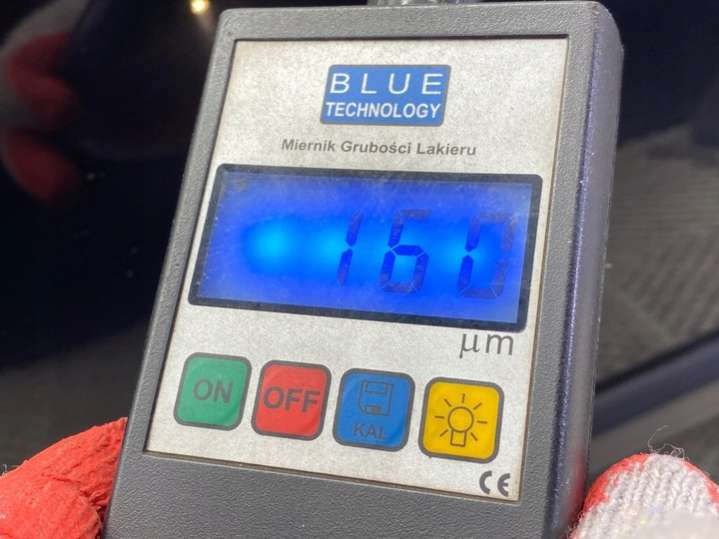 BLUE
TECHNOLOGY
Miernik Grubości Lakieru
160
μm
ON OFF KAL
CE